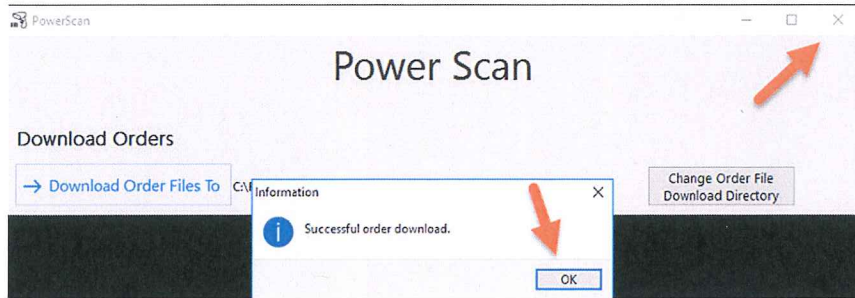 PowerScan
Power Scan
Download Orders
→ Download Order Files To
C:\
Change Order File
Download Directory
Information
Successful order download.
OK